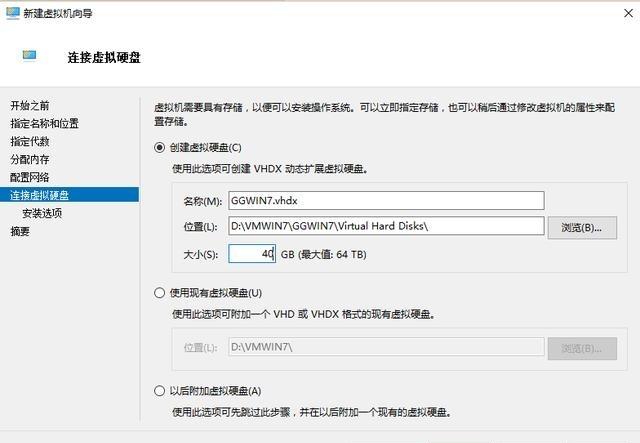 新建虚拟机向导
连接虚拟硬盘
开始之前
指定名称和位置
指定代数
分配内存
配置网络
连接虚拟硬盘
安装选项
摘要
虚拟机需要具有存储，以便可以安装操作系统。可以立即指定存储，也可以稍后通过修改虚拟机的属性来配
置存储。
创建虚拟硬盘(C)
使用此选项可创建 VHDX 动态扩展虚拟硬盘。
名称(M): GGWIN7.vhdx
位置(L): D:\VMWIN7\GGWIN7\Virtual Hard Disks\ 浏览(B)...
大小(S): 40 GB (最大值: 64 TB)
使用现有虚拟硬盘(U)
使用此选项可附加一个 VHD 或 VHDX 格式的现有虚拟硬盘。
位置(L): D:\VMWIN7\ 浏览(B)...
以后附加虚拟硬盘(A)
使用此选项可先跳过此步骤，并在以后附加一个现有的虚拟硬盘。